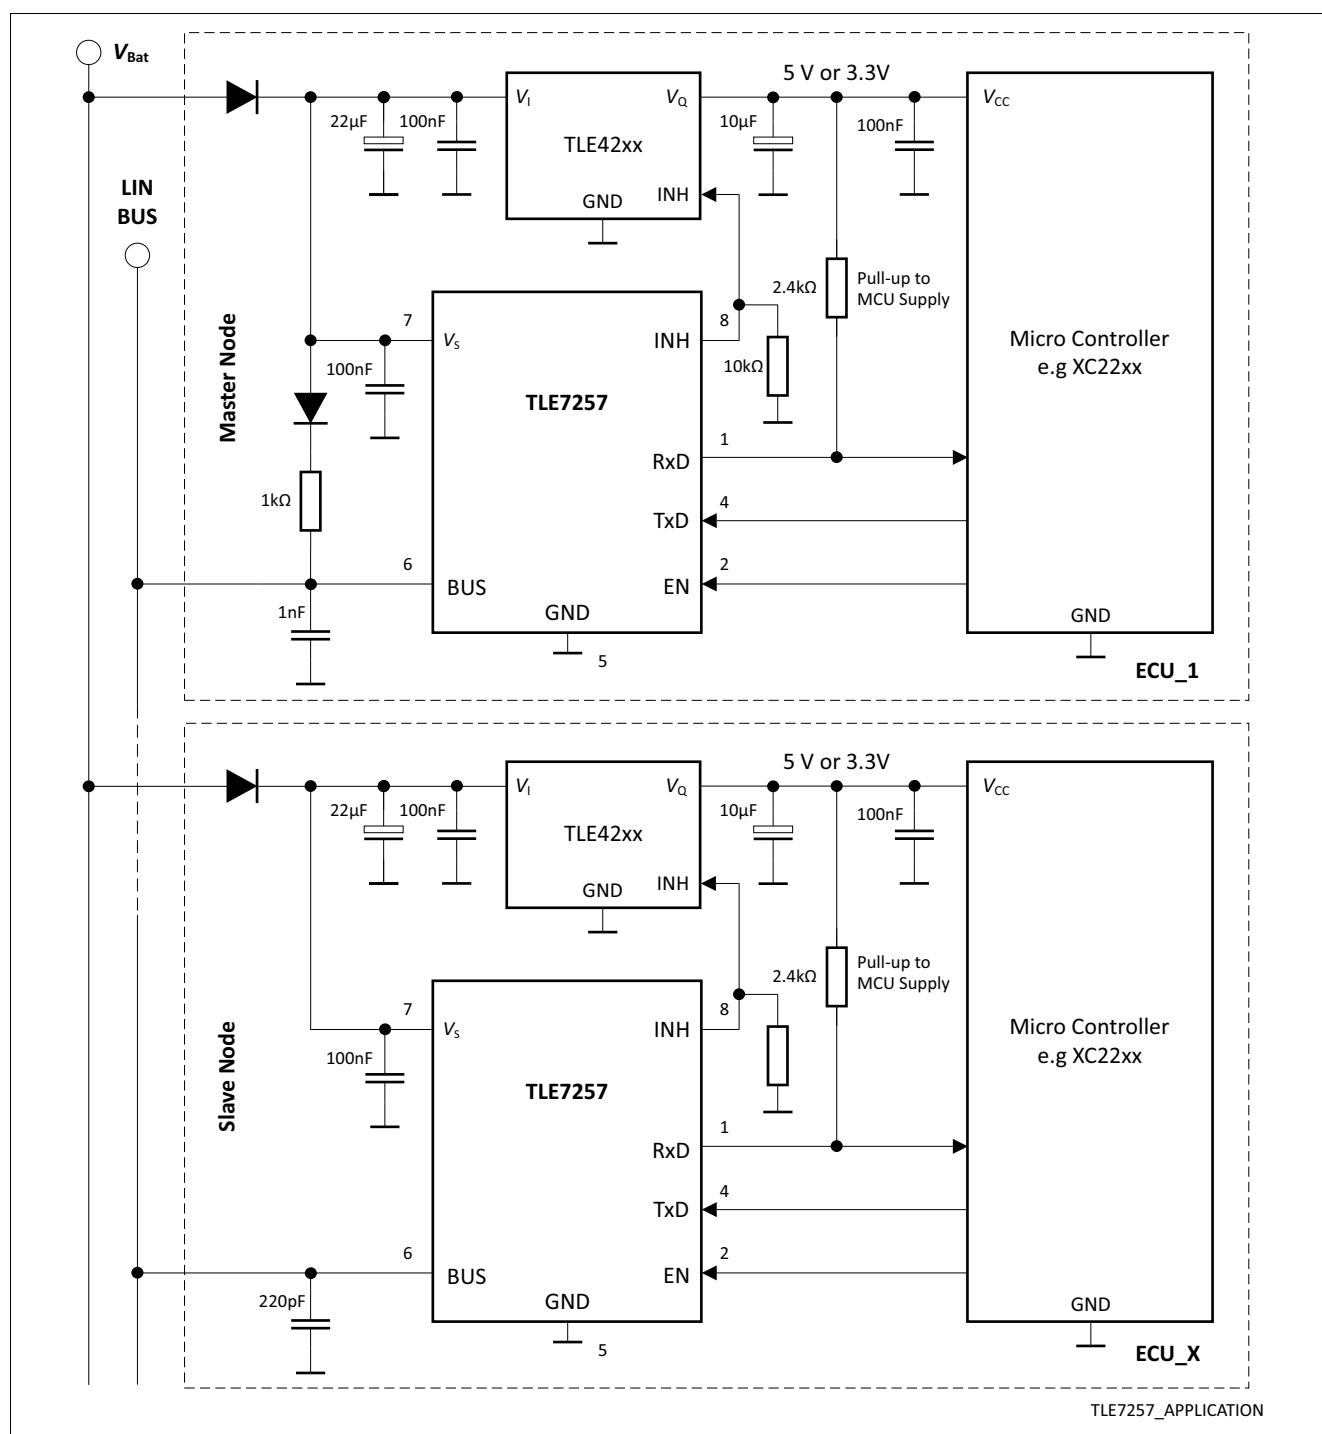 VBat
5 V or 3.3V
VI
VQ
VCC
22µF
100nF
10µF
100nF
TLE42xx
LIN
BUS
INH
GND
2.4kΩ
Pull-up to
MCU Supply
Master Node
7
8
VS
INH
Micro Controller
e.g XC22xx
100nF
10kΩ
TLE7257
1
RxD
1kΩ
4
TxD
6
2
BUS
EN
1nF
GND
GND
5
ECU_1
5 V or 3.3V
VI
VQ
VCC
22µF
100nF
10µF
100nF
TLE42xx
INH
GND
2.4kΩ
Pull-up to
MCU Supply
Slave Node
7
8
VS
INH
Micro Controller
e.g XC22xx
100nF
TLE7257
1
RxD
4
TxD
6
2
BUS
EN
220pF
GND
GND
5
ECU_X
TLE7257_APPLICATION